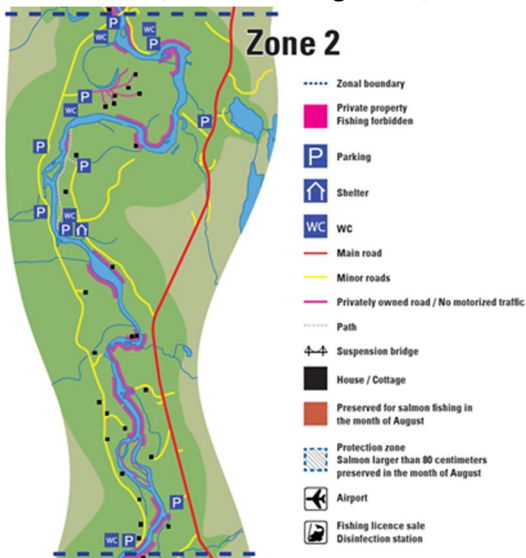 Zone 2
Zonal boundary
Private property
Fishing forbidden
P
Parking
Shelter
WC
WC
Main road
Minor roads
Privately owned road / No motorized traffic
Path
Suspension bridge
House / Cottage
Preserved for salmon fishing in
the month of August
Protection zone
Salmon larger than 80 centimeters
preserved in the month of August
Airport
Fishing licence sale
Disinfection station
P
WC
WC
P
P
WC
P
P
P
P
WC
P
P
WC
P